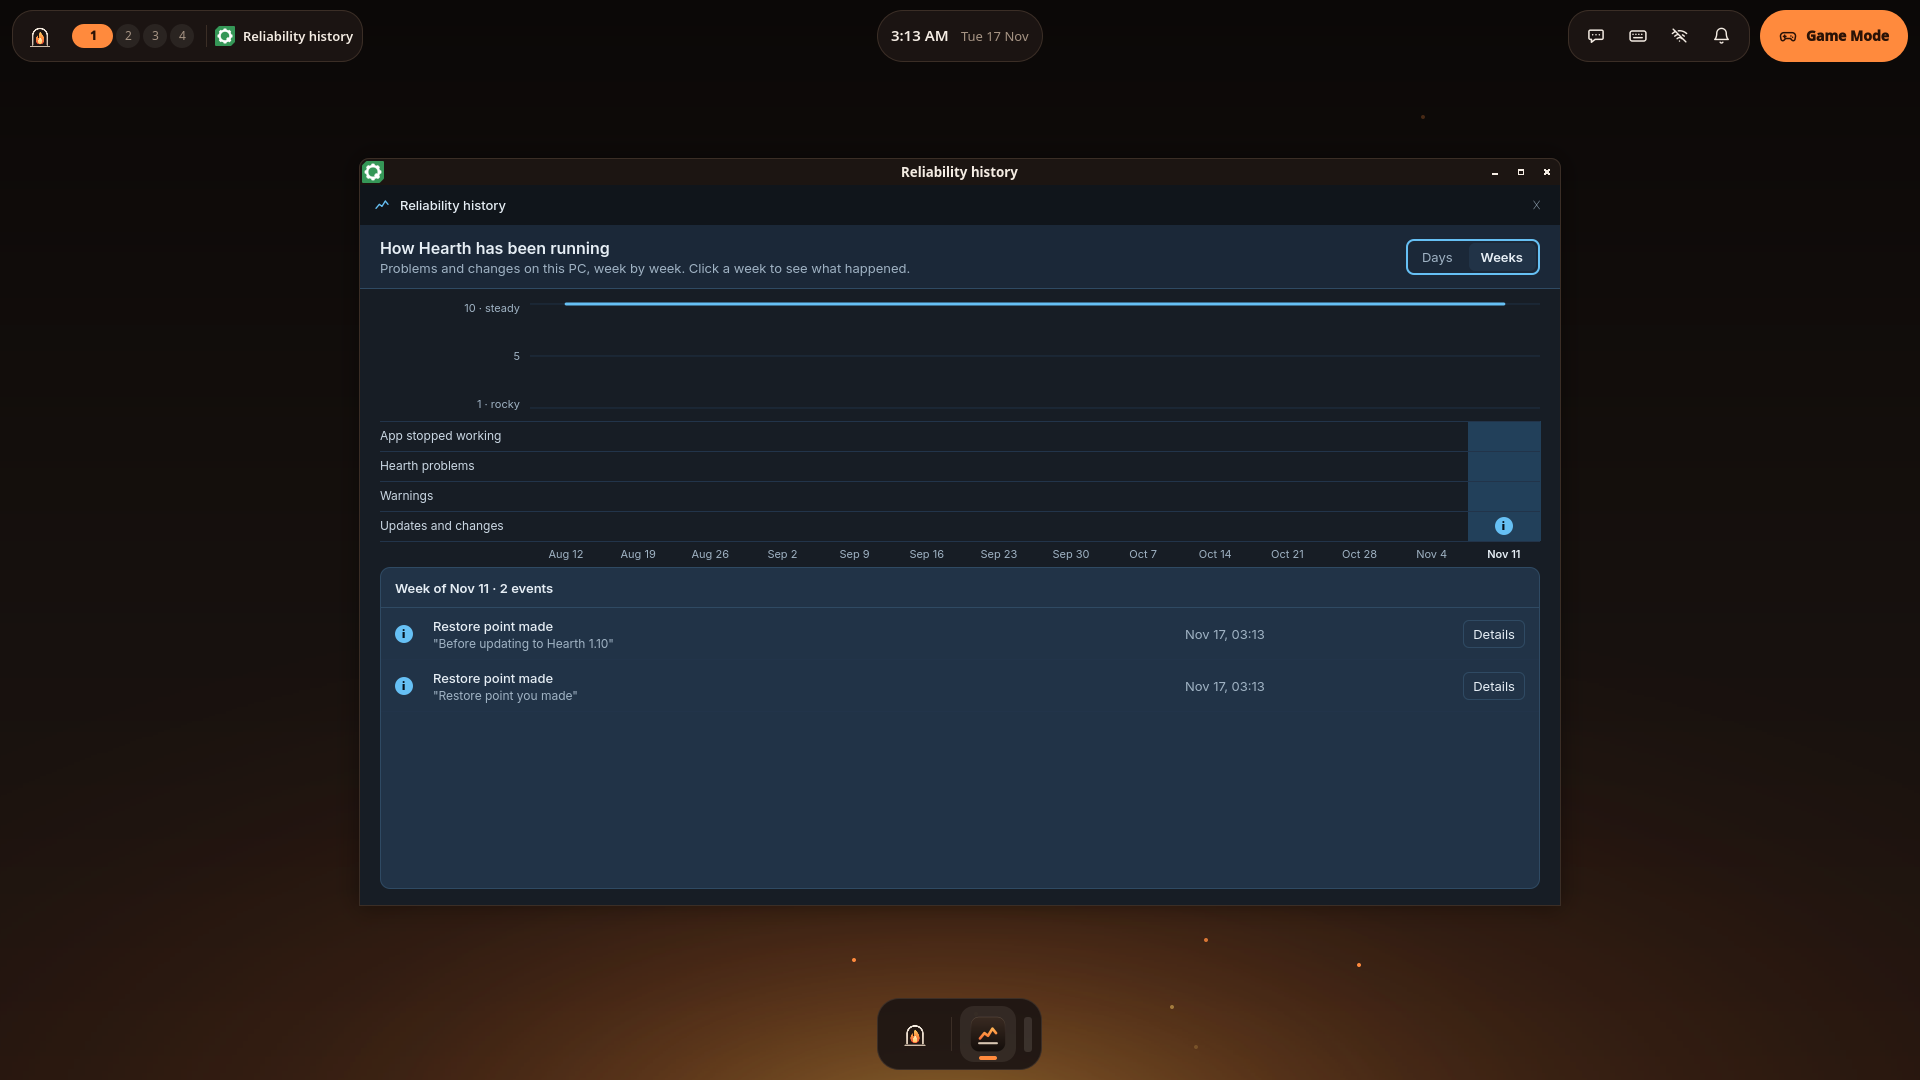 1 2 3 4 Reliability history
3:13 AM Tue 17 Nov
Game Mode
Reliability history
Reliability history X
How Hearth has been running
Problems and changes on this PC, week by week. Click a week to see what happened.
Days Weeks
10 · steady
5
1 · rocky
App stopped working
Hearth problems
Warnings
Updates and changes
Aug 12 Aug 19 Aug 26 Sep 2 Sep 9 Sep 16 Sep 23 Sep 30 Oct 7 Oct 14 Oct 21 Oct 28 Nov 4 Nov 11
Week of Nov 11 · 2 events
Restore point made
"Before updating to Hearth 1.10"
Nov 17, 03:13
Details
Restore point made
"Restore point you made"
Nov 17, 03:13
Details